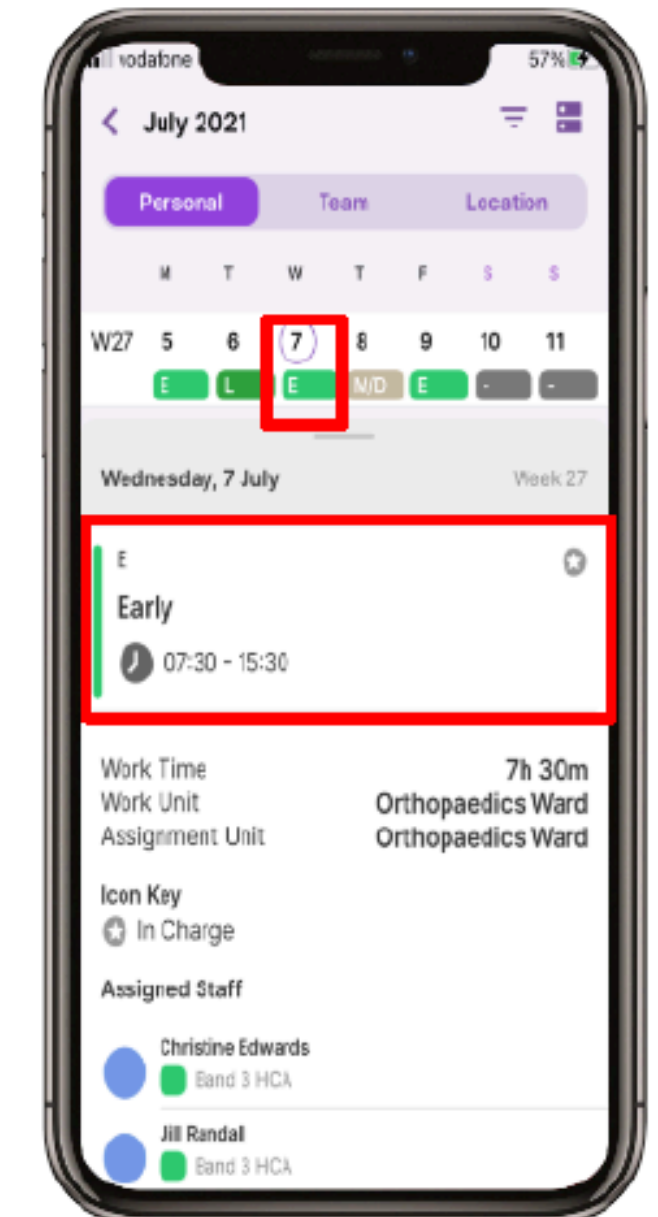 vodafone 57%
July 2021
Personal Team Location
M T W T F S S
W27 5 6 7 8 9 10 11
E L E M/D E - -
Wednesday, 7 July Week 27
E
Early
07:30 - 15:30
Work Time 7h 30m
Work Unit Orthopaedics Ward
Assignment Unit Orthopaedics Ward
Icon Key
In Charge
Assigned Staff
Christine Edwards
Band 3 HCA
Jill Randall
Band 3 HCA